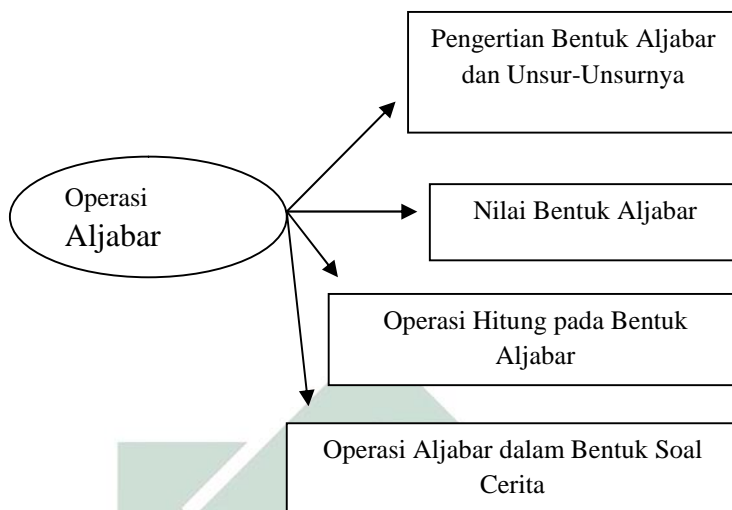 Pengertian Bentuk Aljabar
dan Unsur-Unsurnya
Operasi
Aljabar
Nilai Bentuk Aljabar
Operasi Hitung pada Bentuk
Aljabar
Operasi Aljabar dalam Bentuk Soal
Cerita